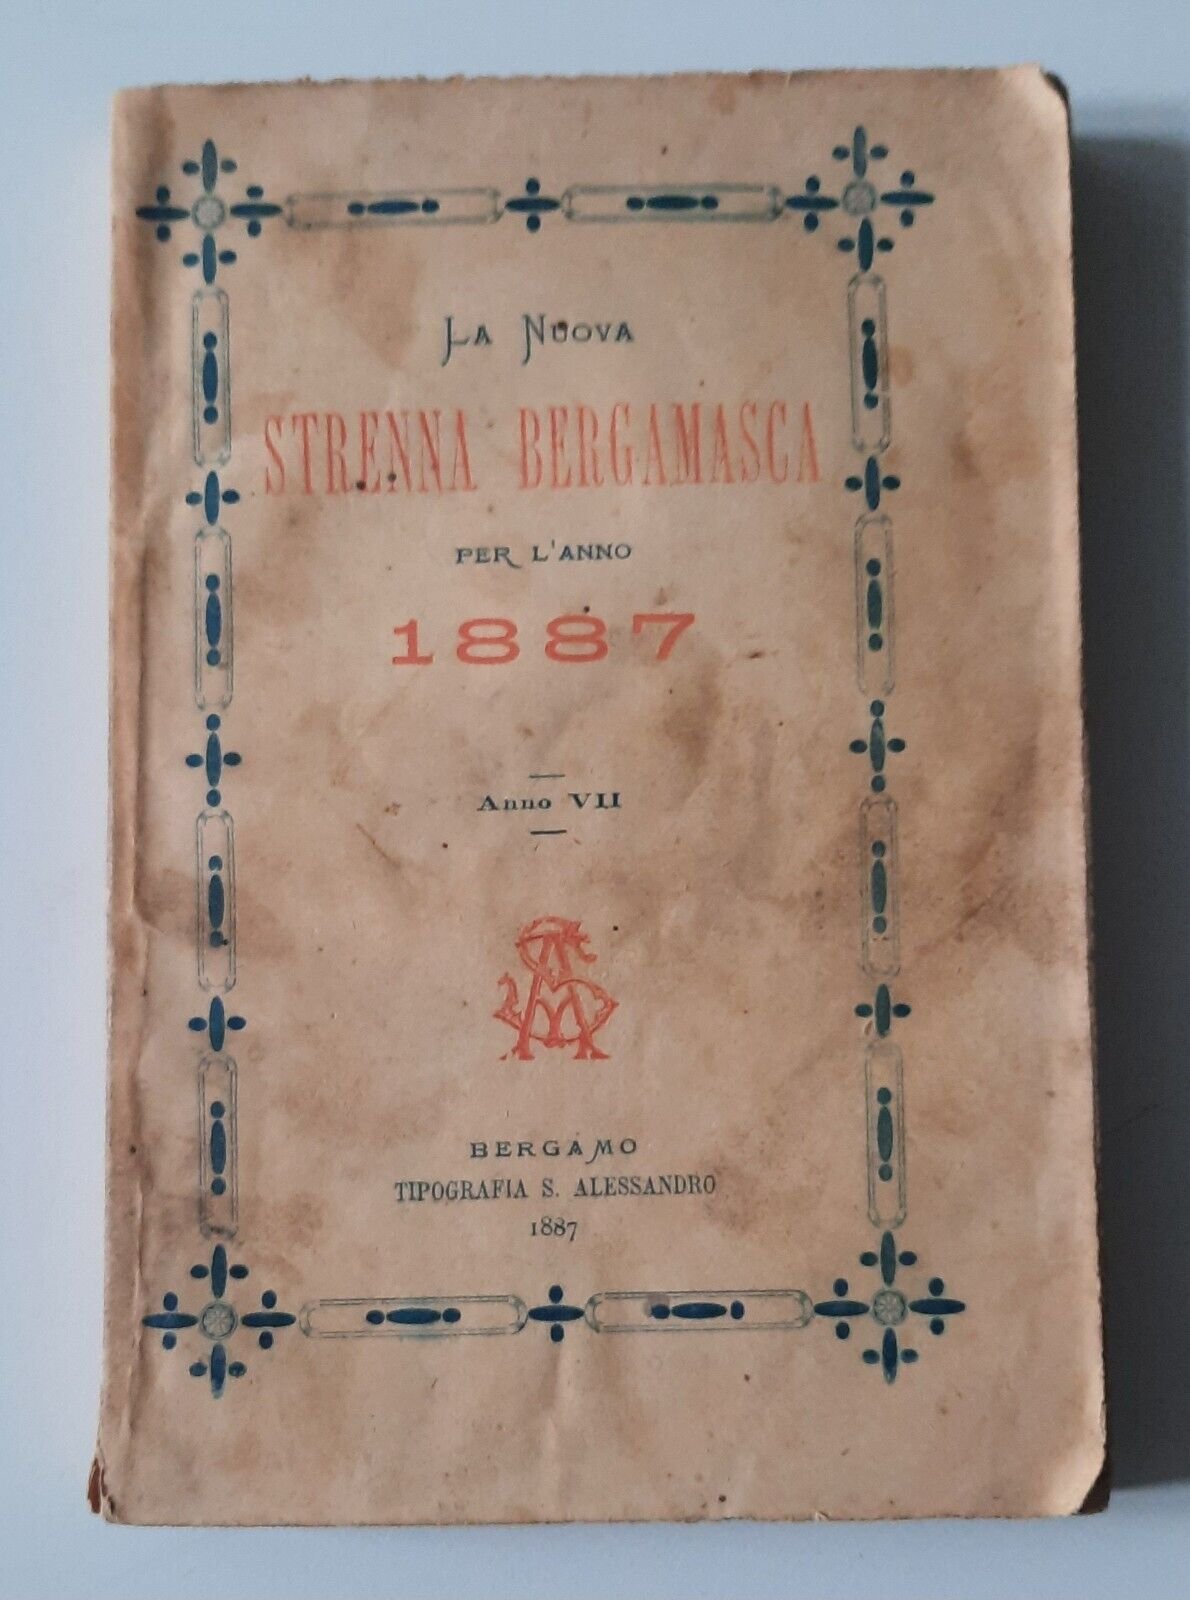 La Nuova
STRENNA BERGAMASCA
PER L'ANNO
1887
Anno VII
BERGAMO
TIPOGRAFIA S. ALESSANDRO
1887